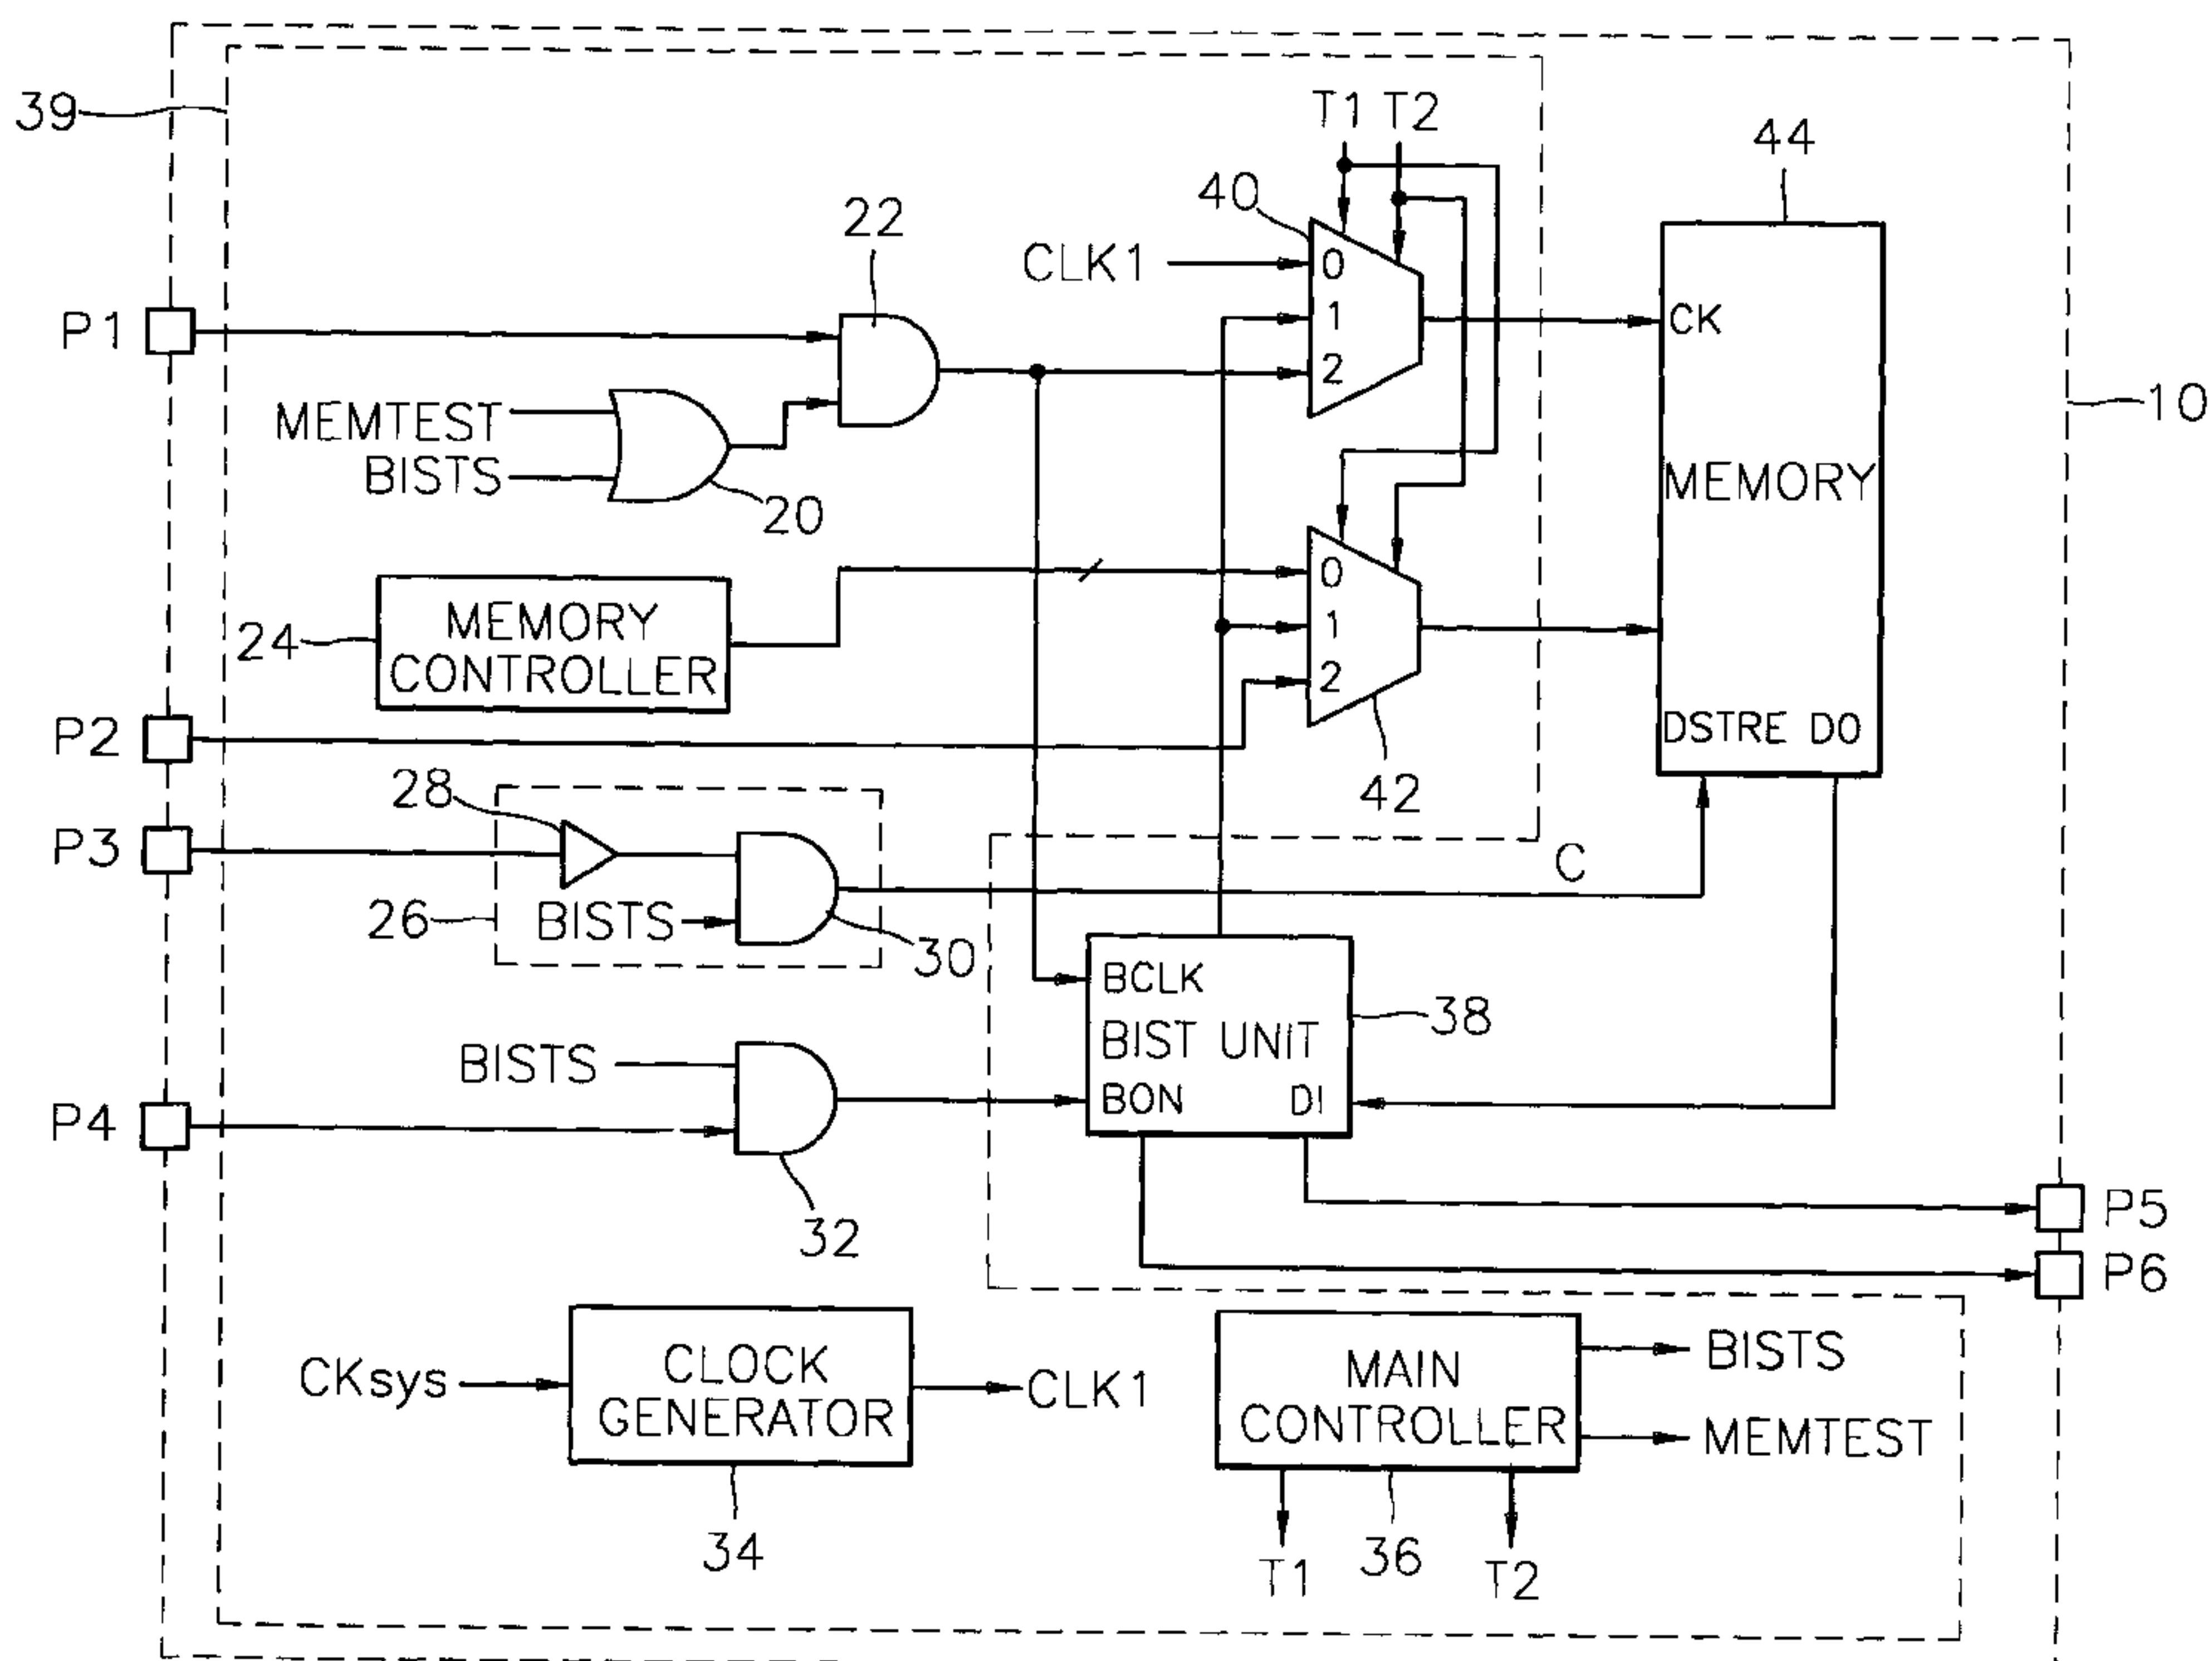 39
T1 T2
44
40
22
CLK1
0
1
2
CK
P1
10
MEMTEST
BISTS
20
MEMORY
MEMORY
CONTROLLER
24
0
1
2
DSTRE DO
P2
42
28
P3
C
26
BISTS
30
BCLK
BIST UNIT
BON
DI
38
BISTS
P4
32
P5
P6
CKsys
CLOCK
GENERATOR
CLK1
34
MAIN
CONTROLLER
BISTS
MEMTEST
T1
36
T2